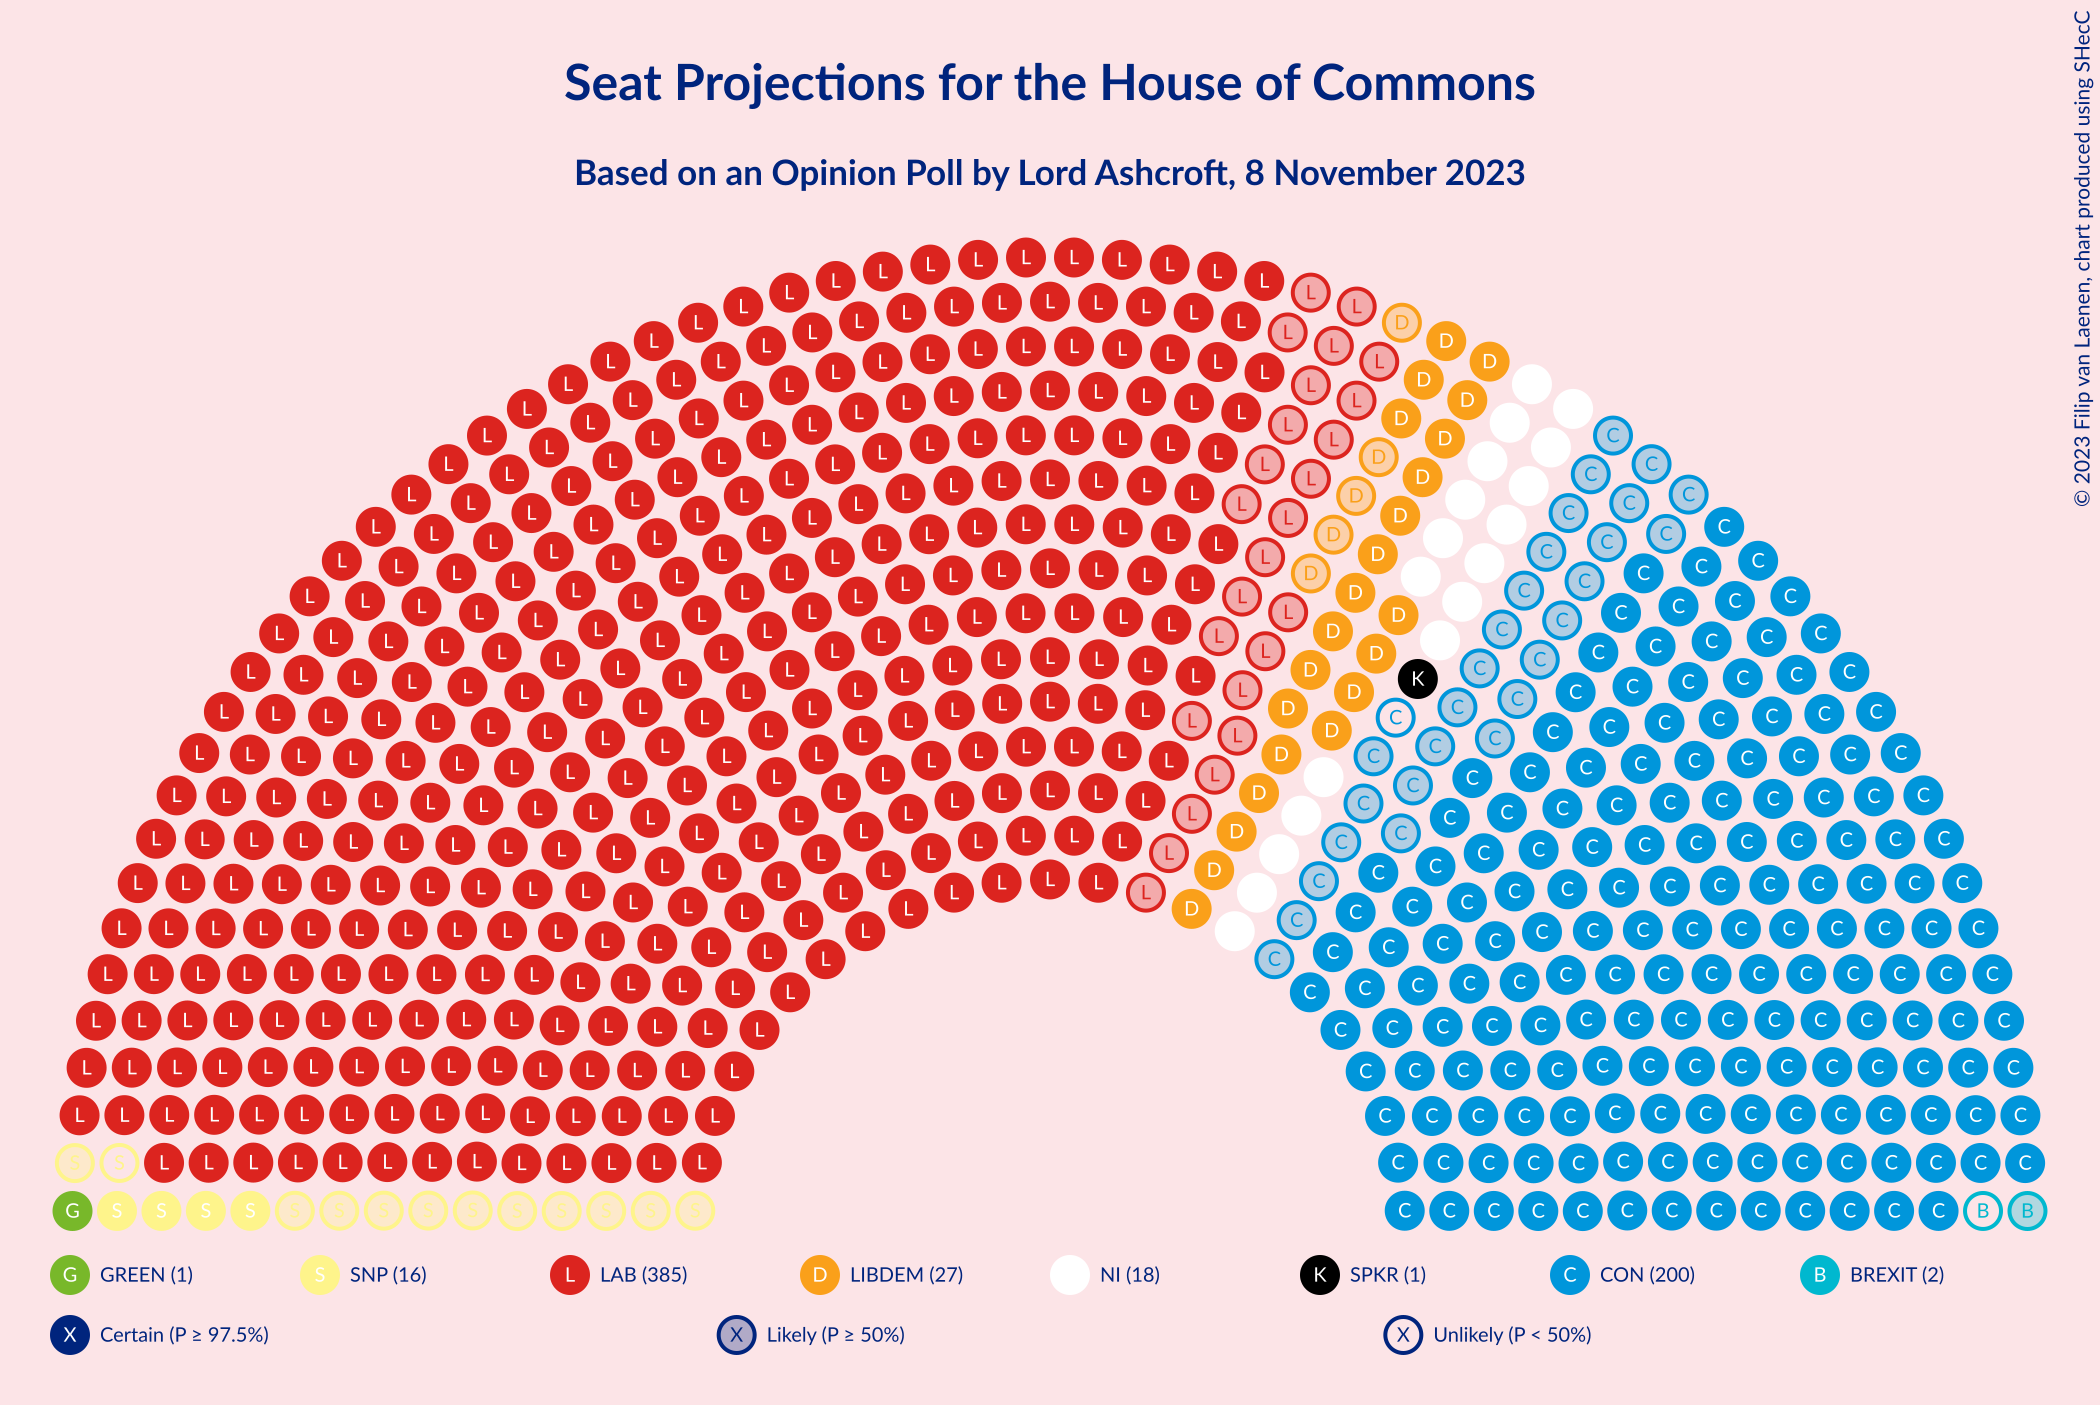 Seat Projections for the House of Commons
Based on an Opinion Poll by Lord Ashcroft, 8 November 2023
© 2023 Filip van Laenen, chart produced using SHecC
G GREEN (1) S SNP (16) L LAB (385) D LIBDEM (27) NI (18) K SPKR (1) C CON (200) B BREXIT (2)
X Certain (P ≥ 97.5%) X Likely (P ≥ 50%) X Unlikely (P < 50%)